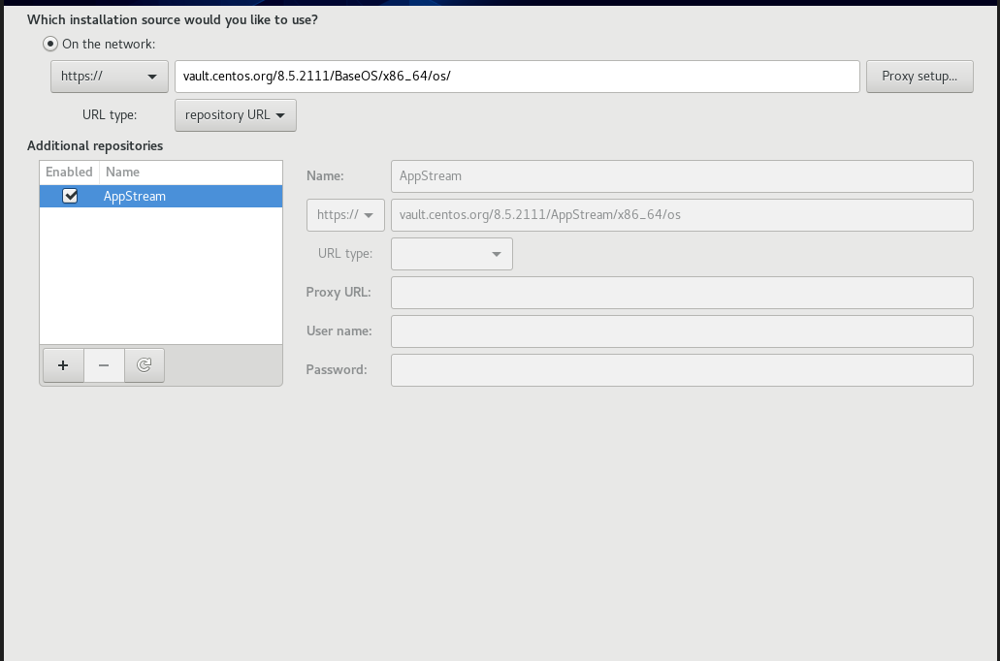 Which installation source would you like to use?
On the network:
https:// vault.centos.org/8.5.2111/BaseOS/x86_64/os/ Proxy setup...
URL type: repository URL
Additional repositories
Enabled Name
AppStream
Name: AppStream
https:// vault.centos.org/8.5.2111/AppStream/x86_64/os
URL type:
Proxy URL:
User name:
Password: